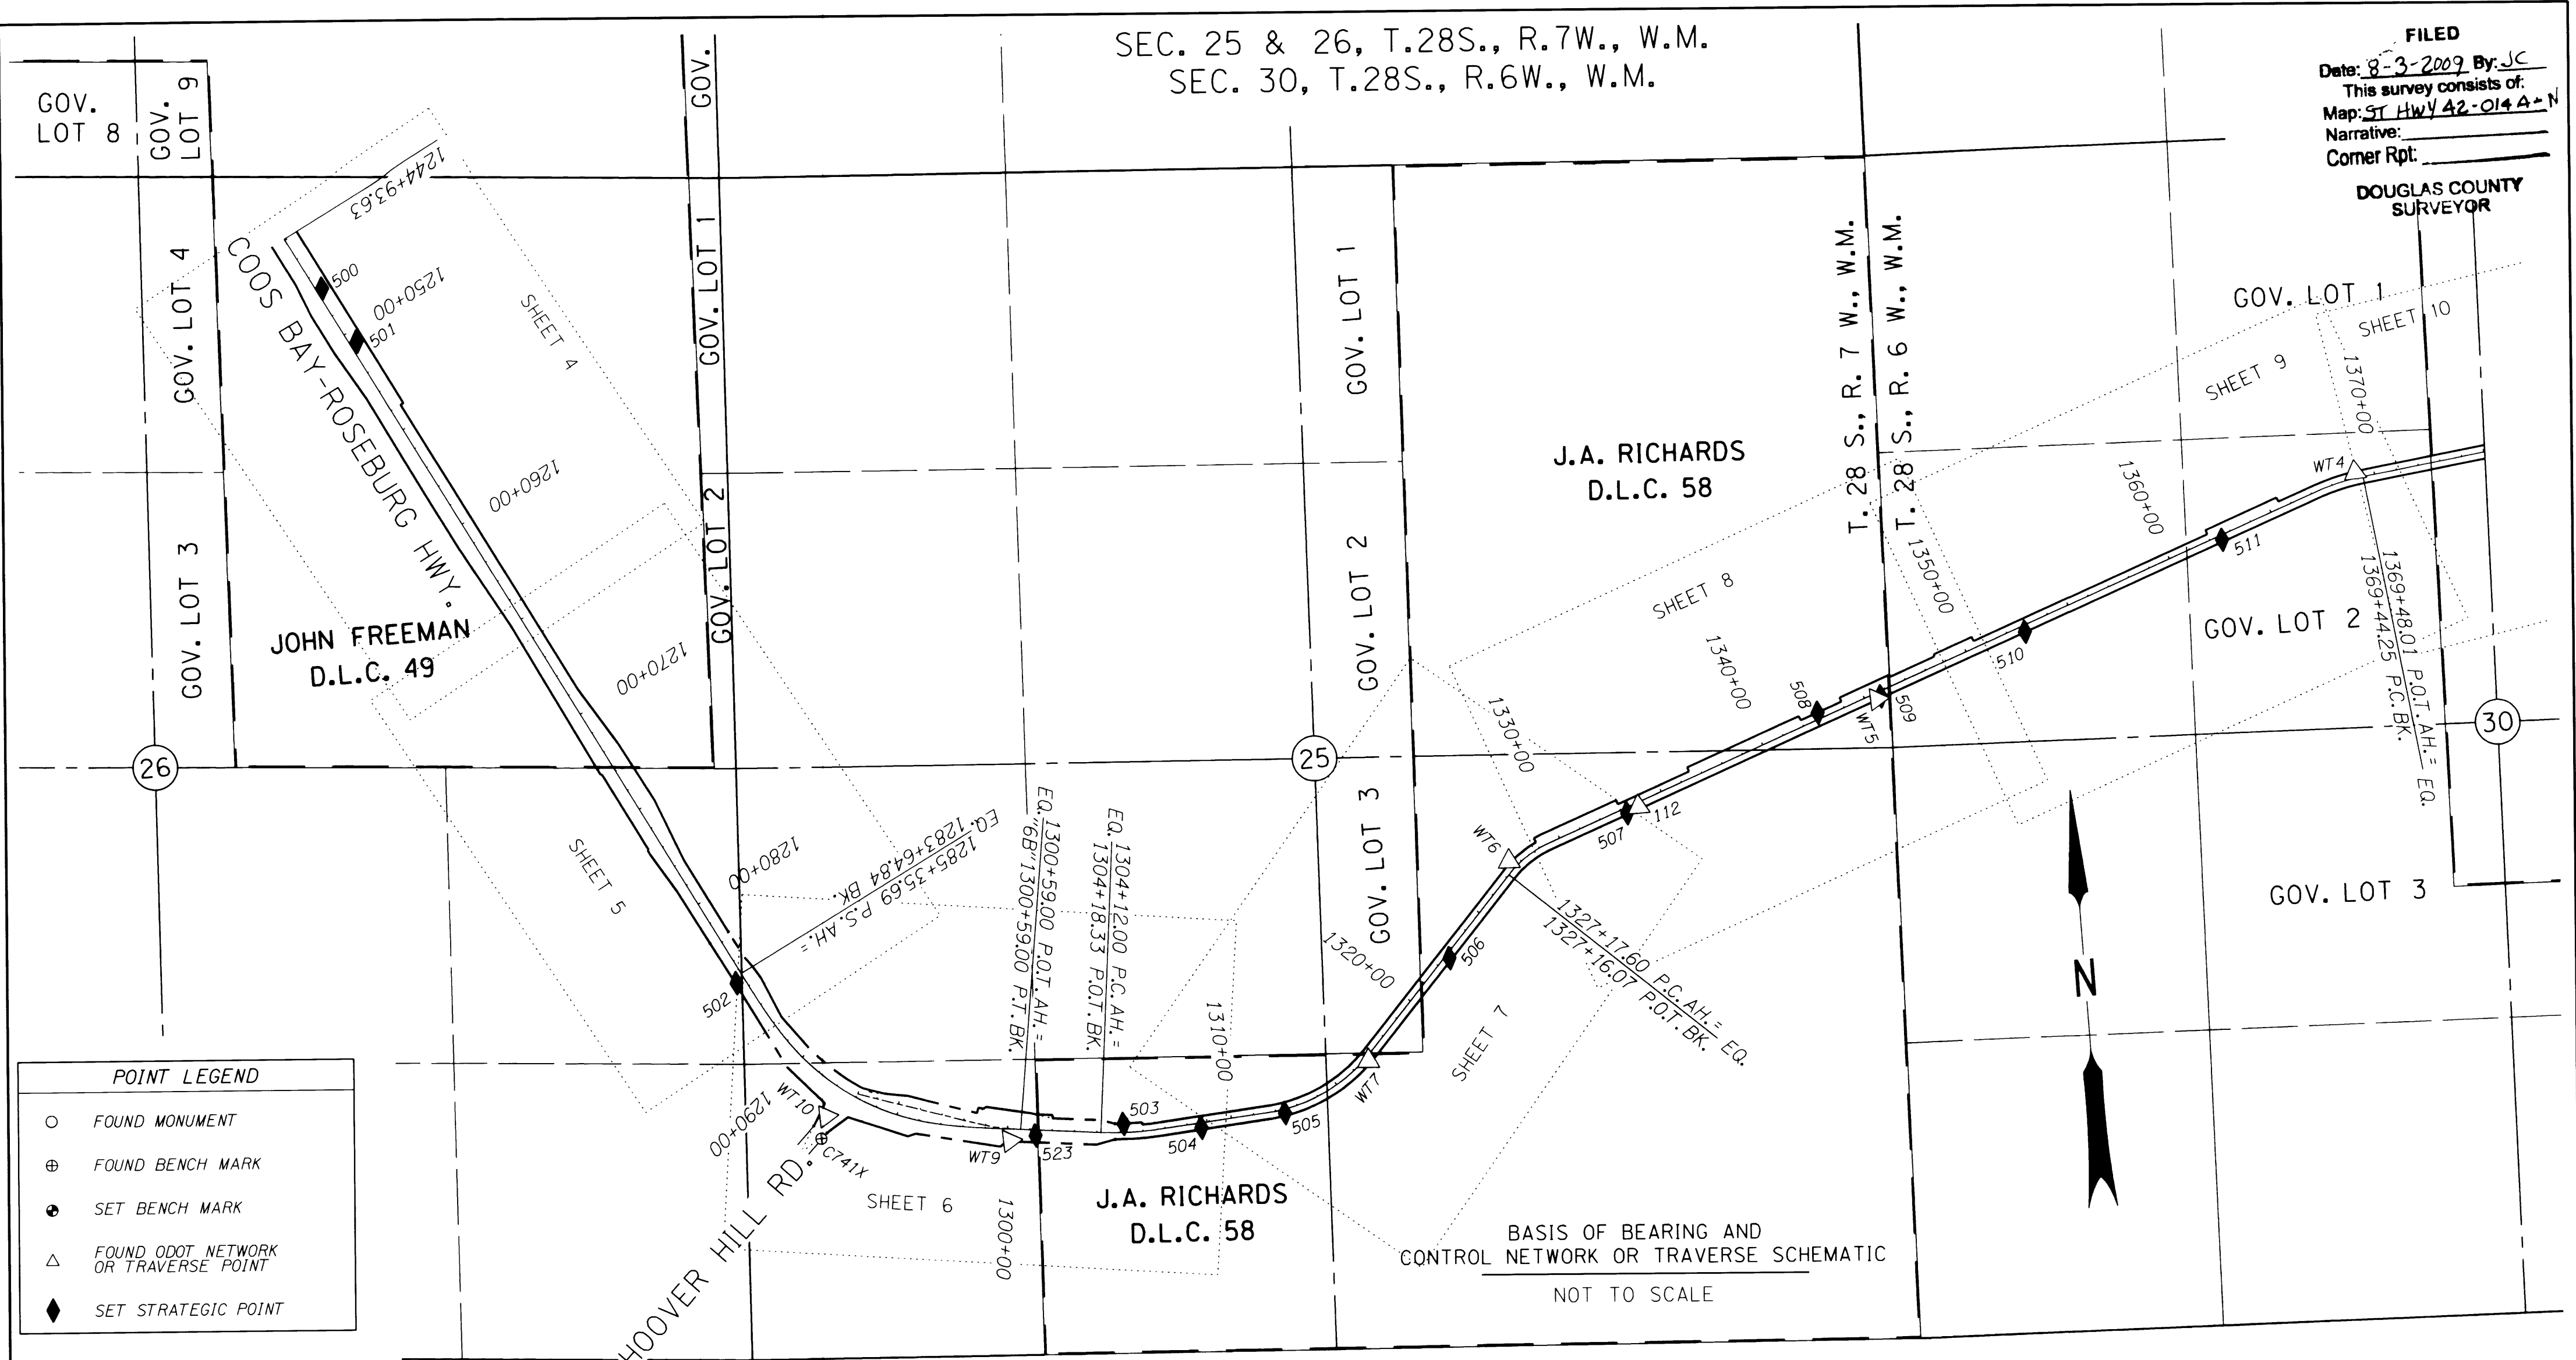 SEC. 25 & 26, T.28S., R.7W., W.M.
SEC. 30, T.28S., R.6W., W.M.
FILED
Date: 8-3-2009 By: JC
This survey consists of:
Map: ST HWY 42-014 A-N
Narrative:
Corner Rpt:
DOUGLAS COUNTY
SURVEYOR
GOV.
LOT 8
GOV.
LOT 9
GOV. LOT 4
GOV. LOT 3
GOV.
GOV. LOT 1
GOV. LOT 2
1244+93.63
COOS BAY-ROSEBURG HWY.
500
1250+00
501
SHEET 4
1260+00
JOHN FREEMAN
D.L.C. 49
1270+00
26
SHEET 5
1280+00
EQ. 1283+64.84 BK.
1285+35.69 P.S. AH.=
502
1290+00
WT10
C741X
HOOVER HILL RD.
SHEET 6
WT9
523
1300+00
EQ. 1300+59.00 P.O.T. AH.=
"6B"1300+59.00 P.T. BK.
EQ. 1304+12.00 P.C. AH.=
1304+18.33 P.O.T. BK.
503
504
1310+00
505
J.A. RICHARDS
D.L.C. 58
GOV. LOT 1
GOV. LOT 2
GOV. LOT 3
25
1320+00
WT7
SHEET 7
506
WT6
1327+17.60 P.C. AH.= EQ.
1327+16.07 P.O.T. BK.
1330+00
507
112
J.A. RICHARDS
D.L.C. 58
SHEET 8
1340+00
508
WT5
509
T. 28 S., R. 7 W., W.M.
T. 28 S., R. 6 W., W.M.
1350+00
510
1360+00
511
GOV. LOT 1
SHEET 9
SHEET 10
1370+00
WT4
1369+48.01 P.O.T. AH.= EQ.
1369+44.25 P.C. BK.
GOV. LOT 2
30
GOV. LOT 3
N
BASIS OF BEARING AND
CONTROL NETWORK OR TRAVERSE SCHEMATIC
NOT TO SCALE
POINT LEGEND
FOUND MONUMENT
FOUND BENCH MARK
SET BENCH MARK
FOUND ODOT NETWORK
OR TRAVERSE POINT
SET STRATEGIC POINT